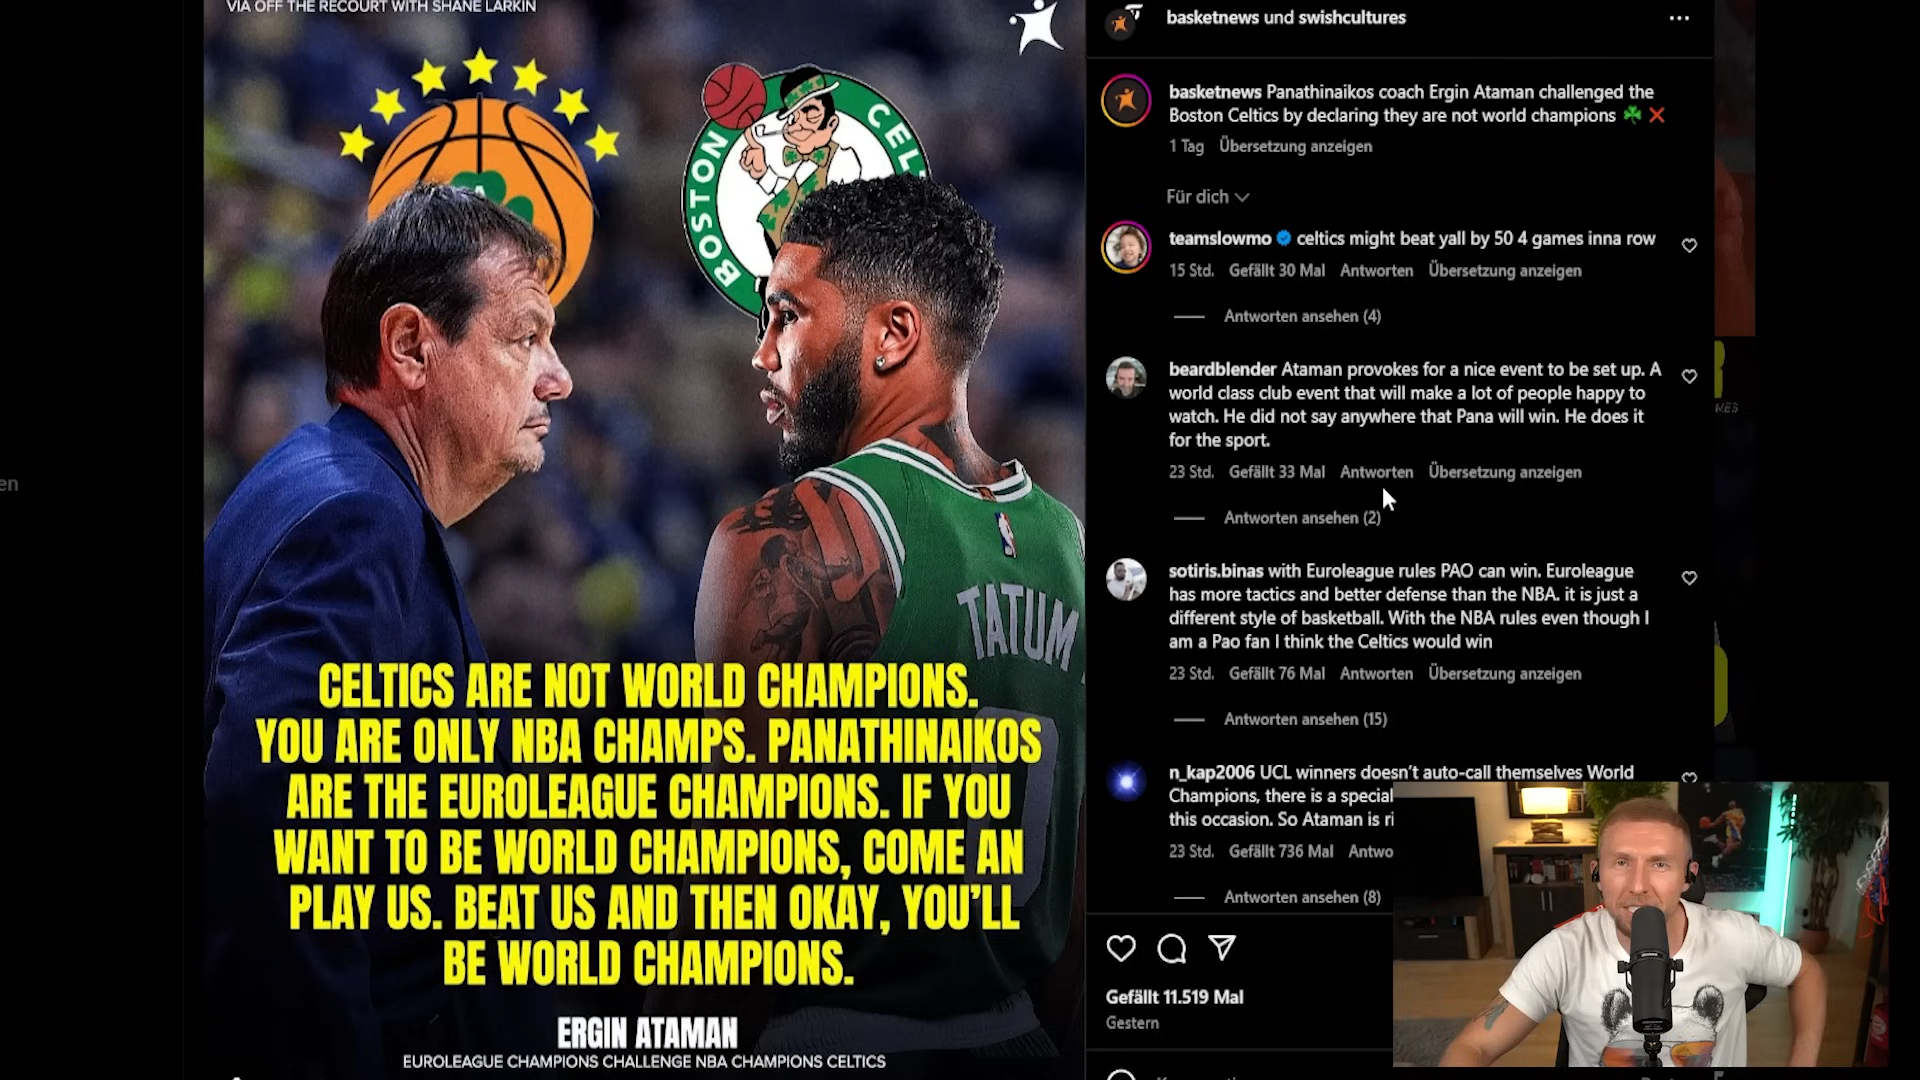 VIA OFF THE RECOURT WITH SHANE LARKIN
BOSTON
CEL
TATUM
CELTICS ARE NOT WORLD CHAMPIONS.
YOU ARE ONLY NBA CHAMPS. PANATHINAIKOS
ARE THE EUROLEAGUE CHAMPIONS. IF YOU
WANT TO BE WORLD CHAMPIONS, COME AN
PLAY US. BEAT US AND THEN OKAY, YOU'LL
BE WORLD CHAMPIONS.
ERGIN ATAMAN
EUROLEAGUE CHAMPIONS CHALLENGE NBA CHAMPIONS CELTICS
en
basketnews und swishcultures
basketnews Panathinaikos coach Ergin Ataman challenged the
Boston Celtics by declaring they are not world champions ☘️ ❌
1 Tag Übersetzung anzeigen
Für dich
teamslowmo celtics might beat yall by 50 4 games inna row
15 Std. Gefällt 30 Mal Antworten Übersetzung anzeigen
Antworten ansehen (4)
beardblender Ataman provokes for a nice event to be set up. A
world class club event that will make a lot of people happy to
watch. He did not say anywhere that Pana will win. He does it
for the sport.
23 Std. Gefällt 33 Mal Antworten Übersetzung anzeigen
Antworten ansehen (2)
sotiris.binas with Euroleague rules PAO can win. Euroleague
has more tactics and better defense than the NBA. it is just a
different style of basketball. With the NBA rules even though I
am a Pao fan I think the Celtics would win
23 Std. Gefällt 76 Mal Antworten Übersetzung anzeigen
Antworten ansehen (15)
n_kap2006 UCL winners doesn't auto-call themselves World
Champions, there is a special
this occasion. So Ataman is ri
23 Std. Gefällt 736 Mal Antwo
Antworten ansehen (8)
Gefällt 11.519 Mal
Gestern